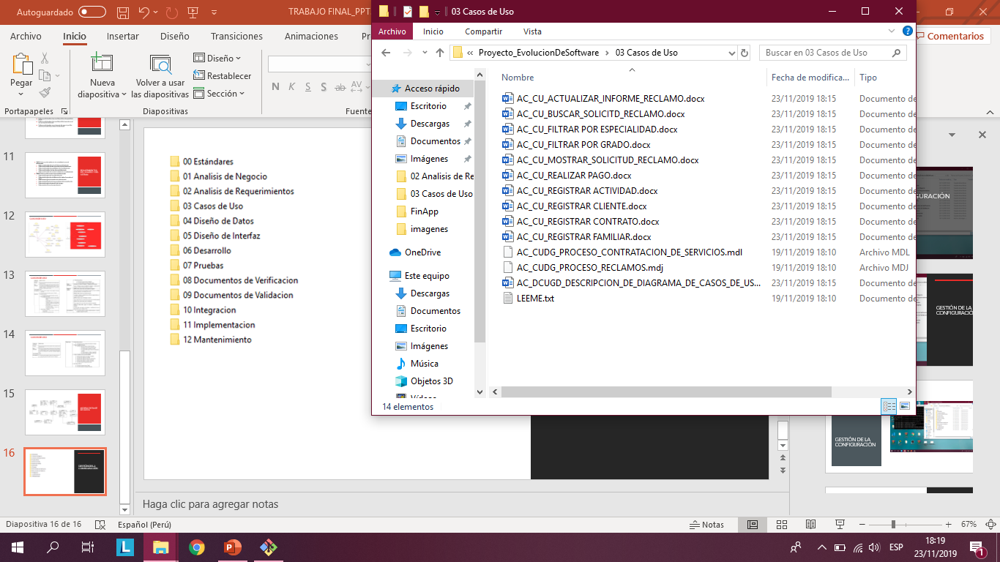 Autoguardado
TRABAJO FINAL_PPT.
03 Casos de Uso
Archivo
Inicio
Insertar
Diseño
Transiciones
Animaciones
Comentarios
Pegar
Nueva
diapositiva
Volver a usar
las diapositivas
Diseño
Restablecer
Sección
N K S ab AV
Portapapeles
Diapositivas
Fuente
Archivo
Inicio
Compartir
Vista
« Proyecto_EvolucionDeSoftware › 03 Casos de Uso
Buscar en 03 Casos de Uso
Acceso rápido
Escritorio
Descargas
Documentos
Imágenes
02 Analisis de Re
03 Casos de Uso
FinApp
imagenes
OneDrive
Este equipo
Descargas
Documentos
Escritorio
Imágenes
Música
Objetos 3D
Vídeos
Nombre Fecha de modifica... Tipo
AC_CU_ACTUALIZAR_INFORME_RECLAMO.docx 23/11/2019 18:15 Documento de
AC_CU_BUSCAR_SOLICITD_RECLAMO.docx 23/11/2019 18:15 Documento de
AC_CU_FILTRAR POR ESPECIALIDAD.docx 23/11/2019 18:15 Documento de
AC_CU_FILTRAR POR GRADO.docx 23/11/2019 18:15 Documento de
AC_CU_MOSTRAR_SOLICITUD_RECLAMO.docx 23/11/2019 18:15 Documento de
AC_CU_REALIZAR PAGO.docx 23/11/2019 18:15 Documento de
AC_CU_REGISTRAR ACTIVIDAD.docx 23/11/2019 18:15 Documento de
AC_CU_REGISTRAR CLIENTE.docx 23/11/2019 18:15 Documento de
AC_CU_REGISTRAR CONTRATO.docx 23/11/2019 18:15 Documento de
AC_CU_REGISTRAR FAMILIAR.docx 23/11/2019 18:15 Documento de
AC_CUDG_PROCESO_CONTRATACION_DE_SERVICIOS.mdl 19/11/2019 18:10 Archivo MDL
AC_CUDG_PROCESO_RECLAMOS.mdj 19/11/2019 18:10 Archivo MDJ
AC_DCUGD_DESCRIPCION_DE_DIAGRAMA_DE_CASOS_DE_US... 23/11/2019 18:15 Documento de
LEEME.txt 19/11/2019 18:10 Documento de
14 elementos
11
12
13
14
15
16
00 Estándares
01 Analisis de Negocio
02 Analisis de Requerimientos
03 Casos de Uso
04 Diseño de Datos
05 Diseño de Interfaz
06 Desarrollo
07 Pruebas
08 Documentos de Verificacion
09 Documentos de Validacion
10 Integracion
11 Implementacion
12 Mantenimiento
GESTIÓN DE LA
CONFIGURACIÓN
GESTIÓN DE LA
CONFIGURACIÓN
Haga clic para agregar notas
Diapositiva 16 de 16
Español (Perú)
Notas
67%
ESP
18:19
23/11/2019
1